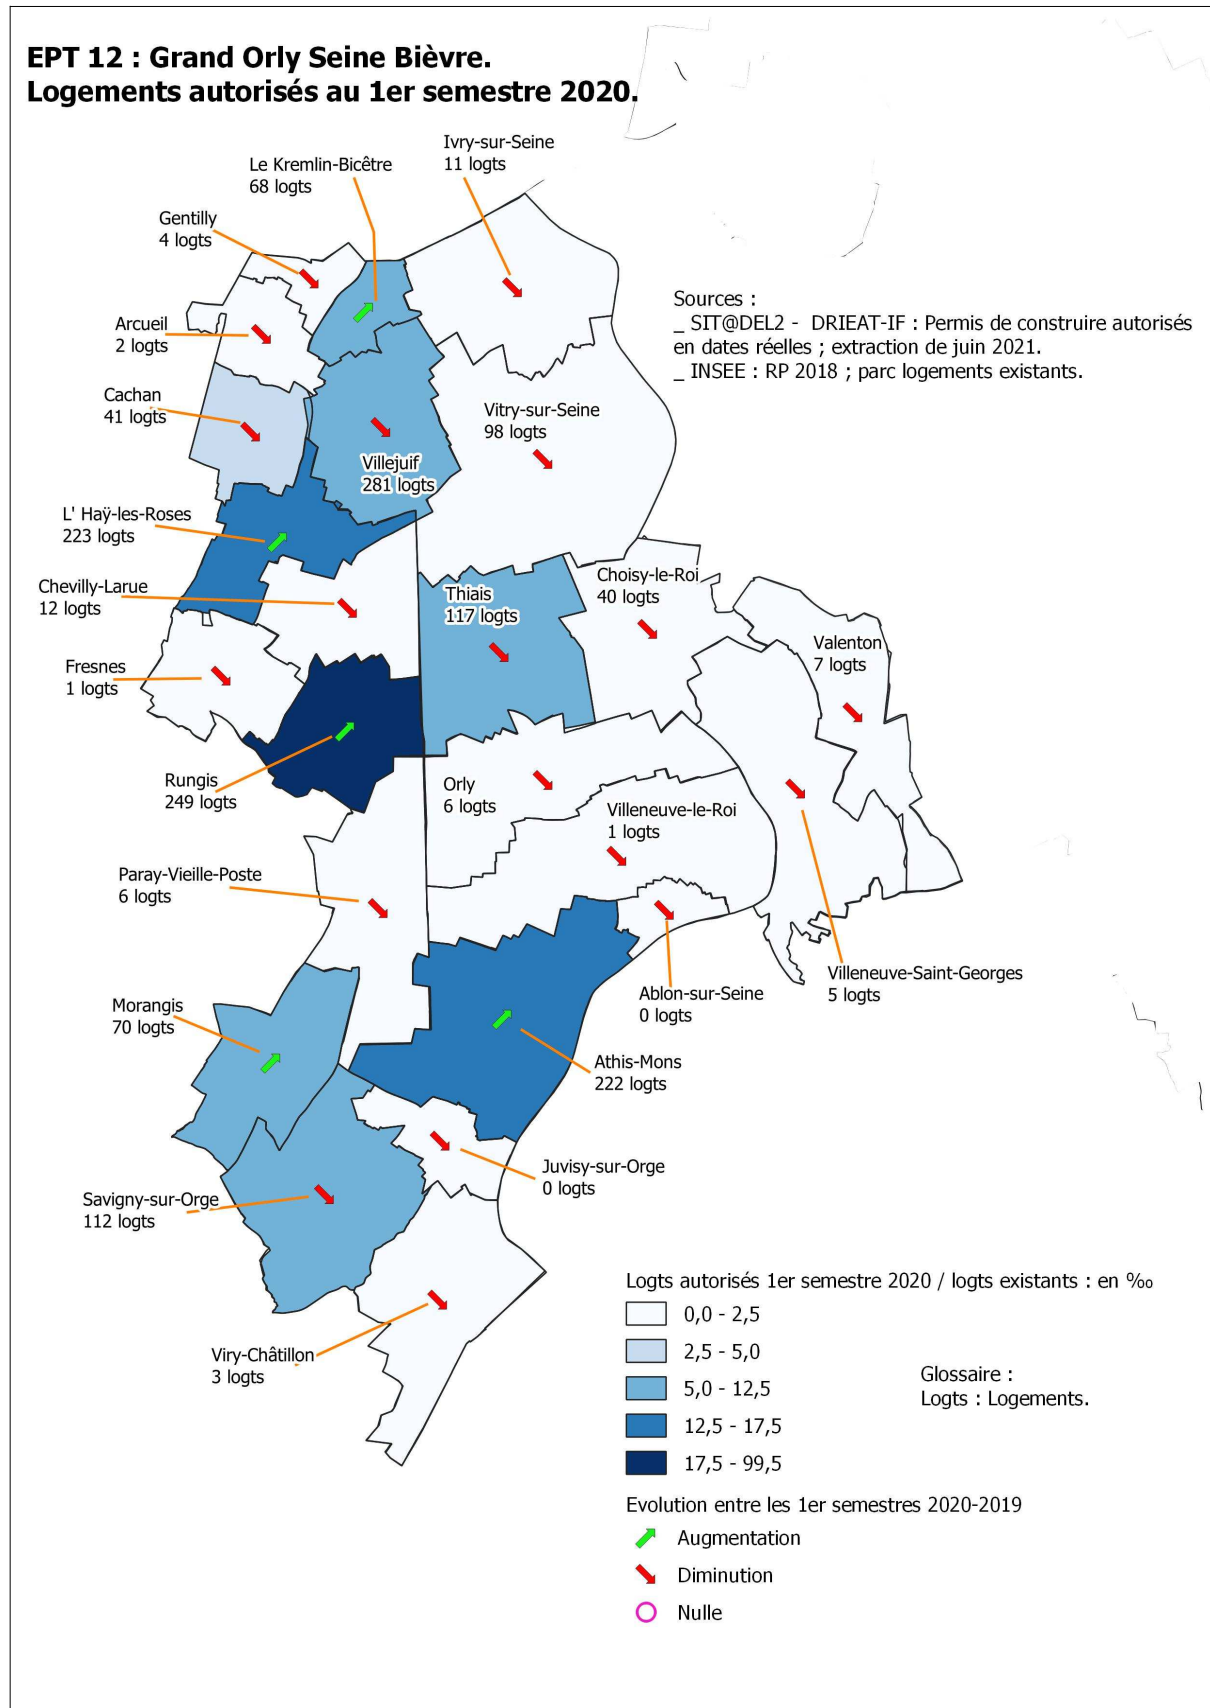 EPT 12 : Grand Orly Seine Bièvre.
Logements autorisés au 1er semestre 2020.
Ivry-sur-Seine
11 logts
Le Kremlin-Bicêtre
68 logts
Gentilly
4 logts
Arcueil
2 logts
Cachan
41 logts
Sources :
_ SIT@DEL2 - DRIEAT-IF : Permis de construire autorisés
en dates réelles ; extraction de juin 2021.
_ INSEE : RP 2018 ; parc logements existants.
Vitry-sur-Seine
98 logts
Villejuif
281 logts
L' Haÿ-les-Roses
223 logts
Chevilly-Larue
12 logts
Thiais
117 logts
Choisy-le-Roi
40 logts
Valenton
7 logts
Fresnes
1 logts
Rungis
249 logts
Orly
6 logts
Villeneuve-le-Roi
1 logts
Paray-Vieille-Poste
6 logts
Villeneuve-Saint-Georges
5 logts
Ablon-sur-Seine
0 logts
Morangis
70 logts
Athis-Mons
222 logts
Juvisy-sur-Orge
0 logts
Savigny-sur-Orge
112 logts
Viry-Châtillon
3 logts
Logts autorisés 1er semestre 2020 / logts existants : en ‰
0,0 - 2,5
2,5 - 5,0
5,0 - 12,5
12,5 - 17,5
17,5 - 99,5
Glossaire :
Logts : Logements.
Evolution entre les 1er semestres 2020-2019
Augmentation
Diminution
Nulle